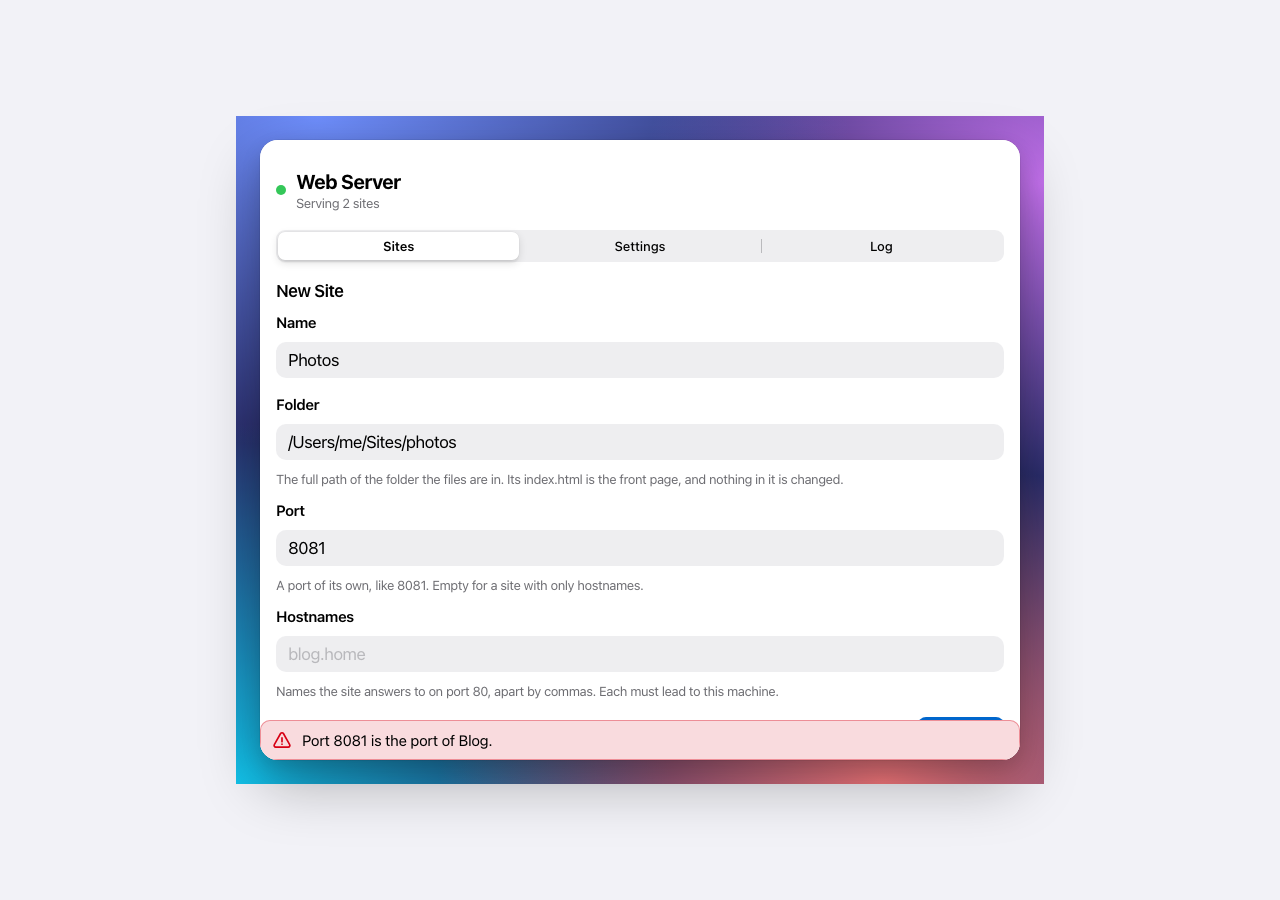 Web Server
Serving 2 sites
Sites
Settings
Log
New Site
Name
Photos
Folder
/Users/me/Sites/photos
The full path of the folder the files are in. Its index.html is the front page, and nothing in it is changed.
Port
8081
A port of its own, like 8081. Empty for a site with only hostnames.
Hostnames
blog.home
Names the site answers to on port 80, apart by commas. Each must lead to this machine.
Port 8081 is the port of Blog.